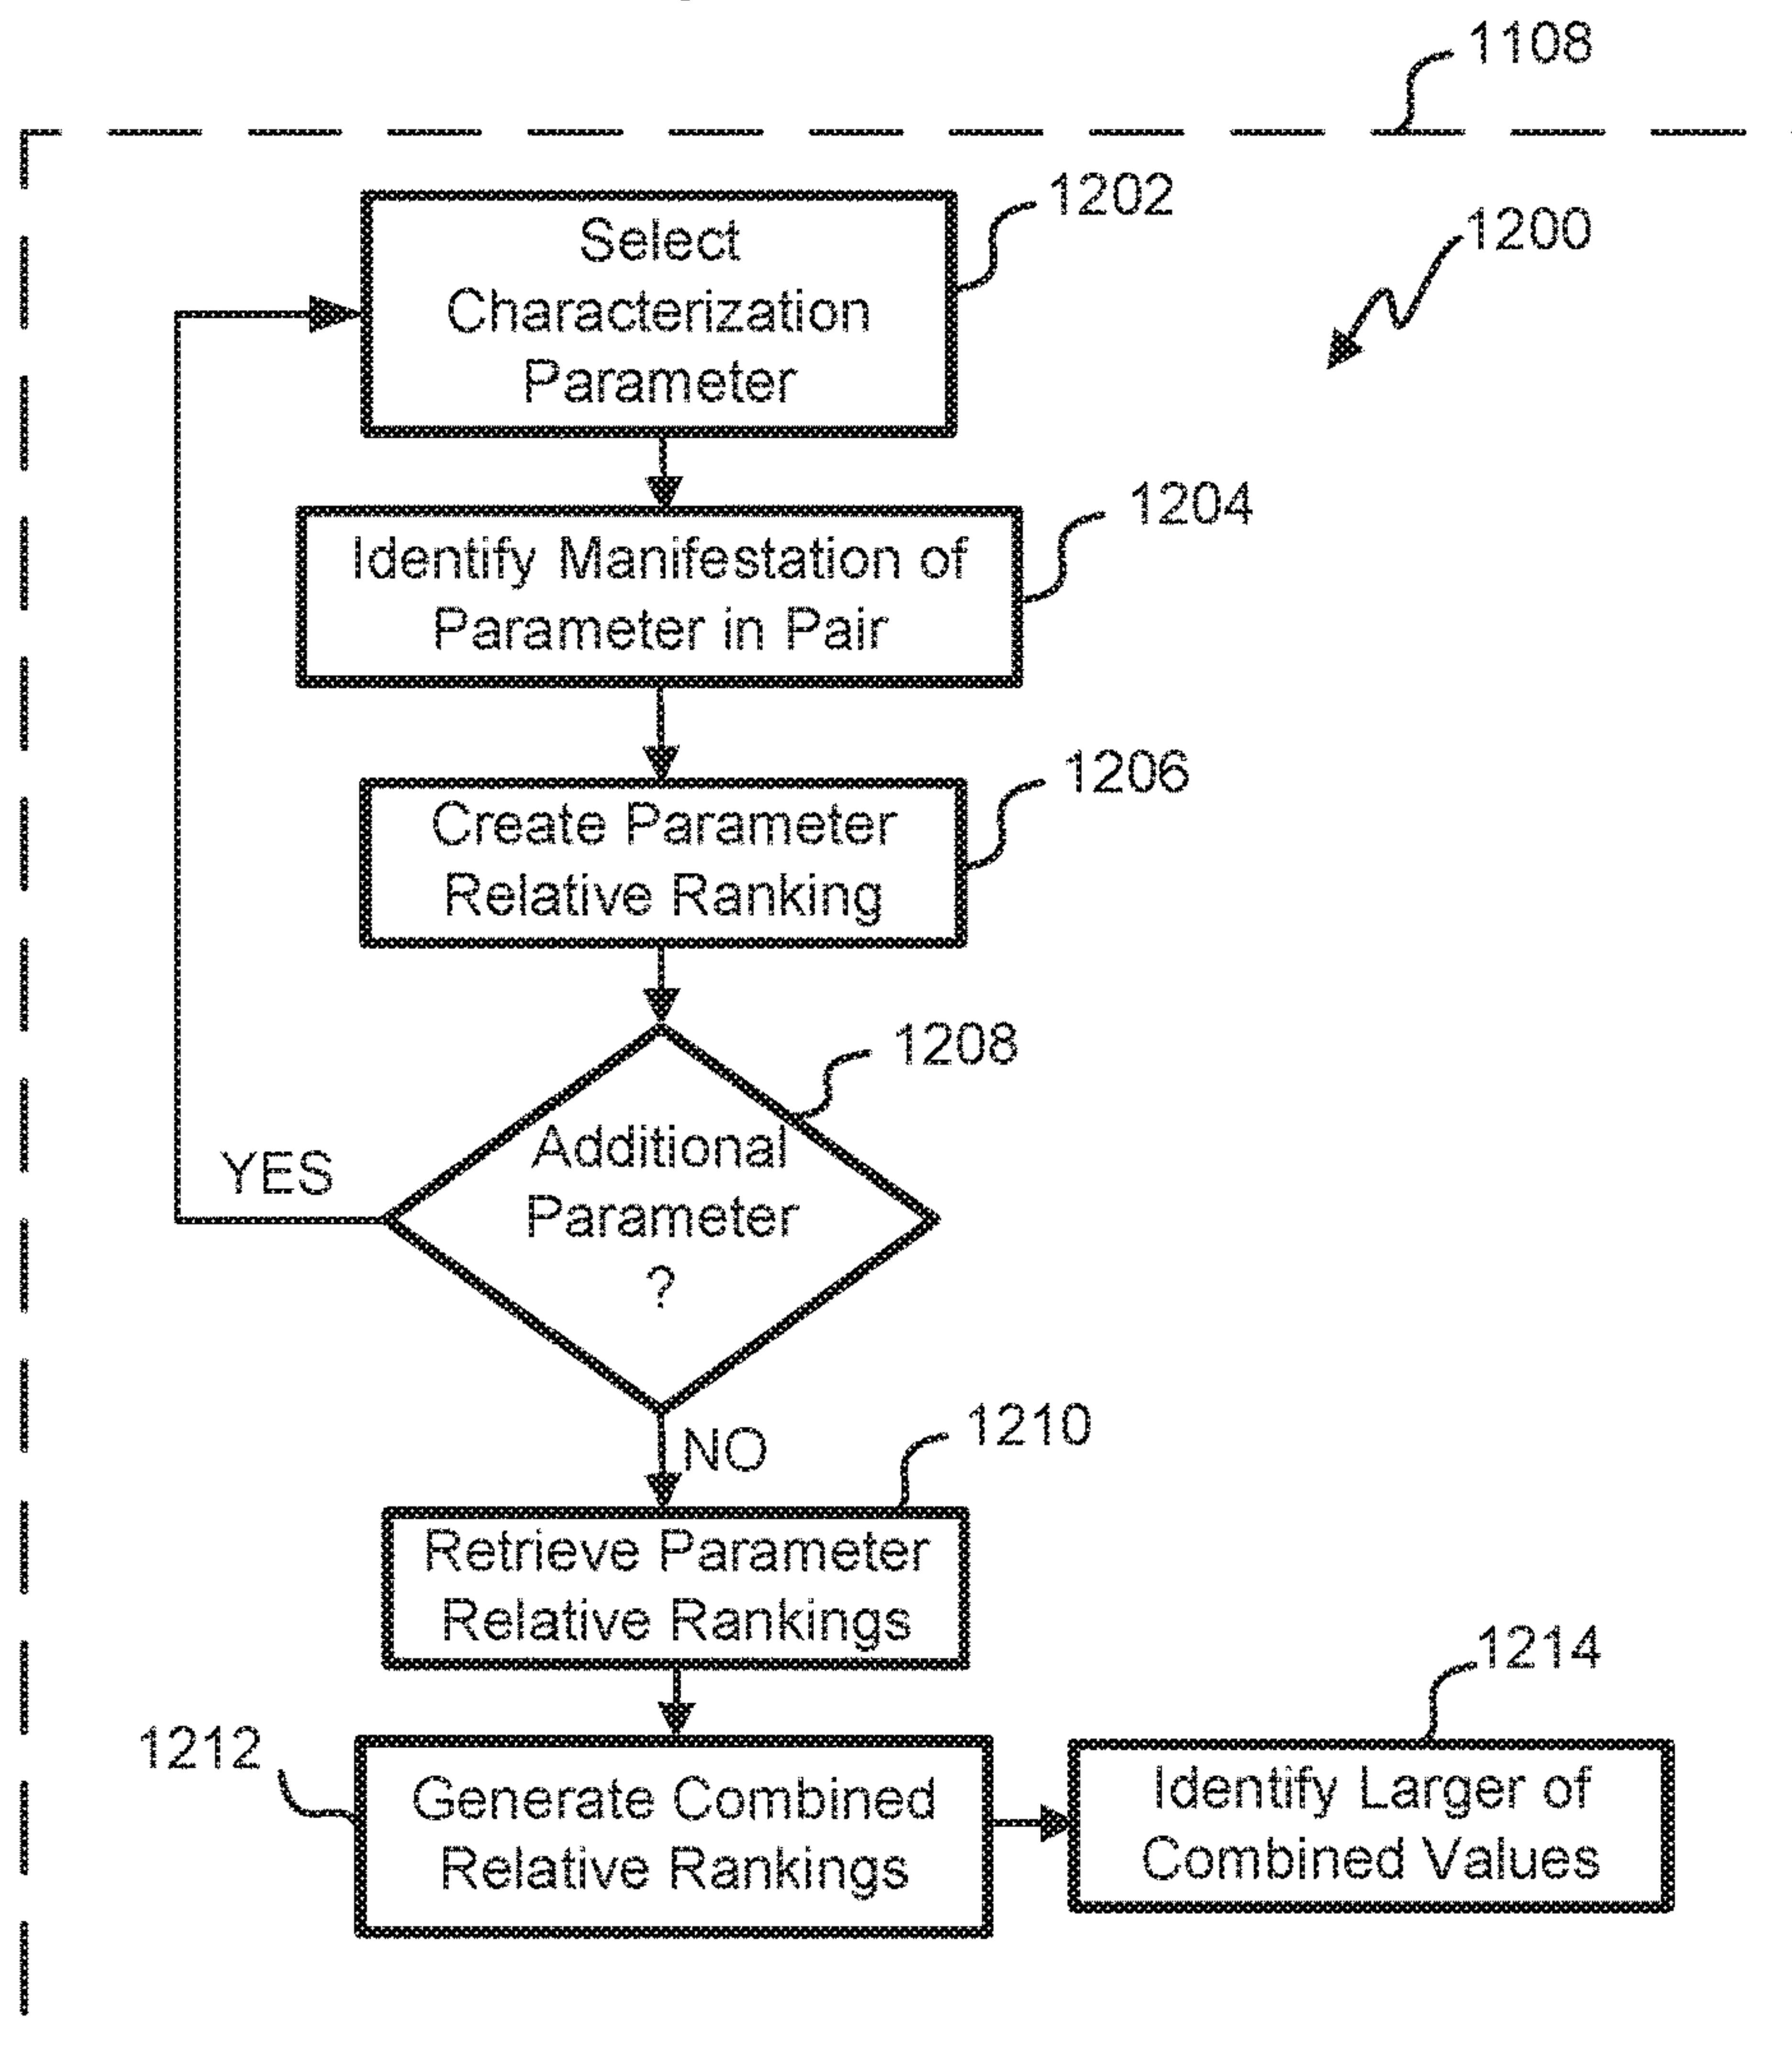 1108
1202
1200
Select
Characterization
Parameter
1204
Identify Manifestation of
Parameter in Pair
1206
Create Parameter
Relative Ranking
1208
Additional
Parameter
?
YES
NO
1210
Retrieve Parameter
Relative Rankings
1214
1212
Generate Combined
Relative Rankings
Identify Larger of
Combined Values